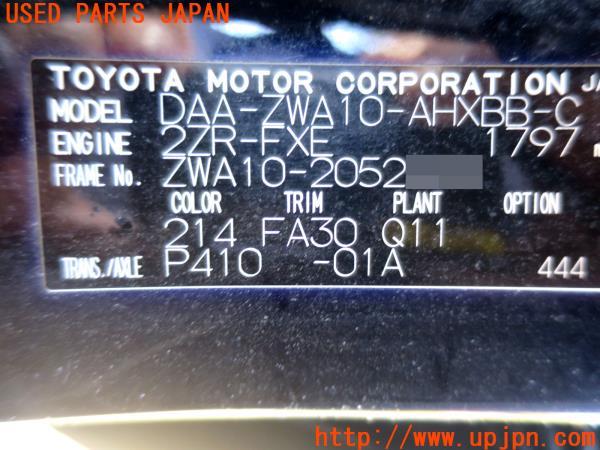 USED PARTS JAPAN
TOYOTA MOTOR CORPORATION JA
MODEL DAA-ZWA10-AHXBB-C
ENGINE 2ZR-FXE 1797
FRAME No. ZWA10-2052
COLOR TRIM PLANT OPTION
214 FA30 Q11
TRANS./AXLE P410 -01A 444
http://www.upjpn.com